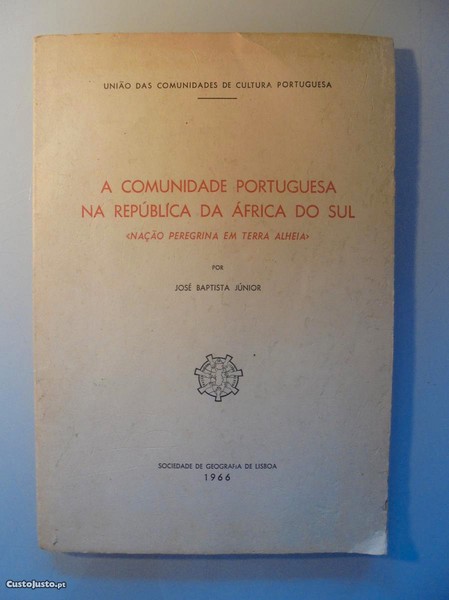 UNIÃO DAS COMUNIDADES DE CULTURA PORTUGUESA
A COMUNIDADE PORTUGUESA
NA REPÚBLICA DA ÁFRICA DO SUL
«NAÇÃO PEREGRINA EM TERRA ALHEIA»
POR
JOSÉ BAPTISTA JÚNIOR
SOCIEDADE DE GEOGRAFIA DE LISBOA
1966
CustoJusto.pt